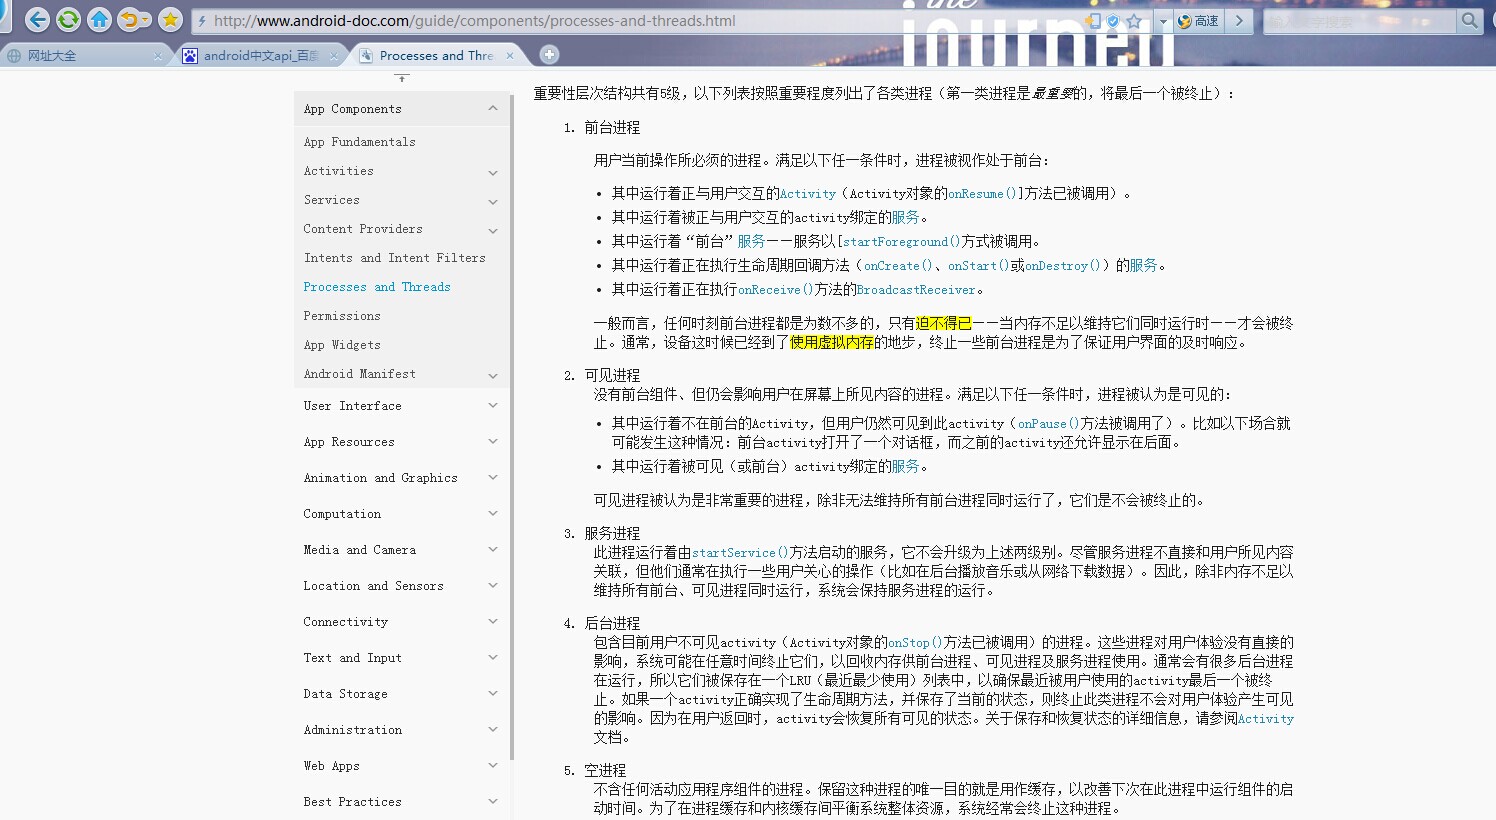 the
journey
http://www.android-doc.com/guide/components/processes-and-threads.html
高速
网址大全
android中文api_百度
Processes and Thre
App Components
App Fundamentals
Activities
Services
Content Providers
Intents and Intent Filters
Processes and Threads
Permissions
App Widgets
Android Manifest
User Interface
App Resources
Animation and Graphics
Computation
Media and Camera
Location and Sensors
Connectivity
Text and Input
Data Storage
Administration
Web Apps
Best Practices
重要性层次结构共有5级，以下列表按照重要程度列出了各类进程（第一类进程是最重要的，将最后一个被终止）：
1. 前台进程
用户当前操作所必须的进程。满足以下任一条件时，进程被视作处于前台：
• 其中运行着正与用户交互的Activity（Activity对象的onResume()]方法已被调用）。
• 其中运行着被正与用户交互的activity绑定的服务。
• 其中运行着“前台”服务——服务以[startForeground()方式被调用。
• 其中运行着正在执行生命周期回调方法（onCreate()、onStart()或onDestroy()）的服务。
• 其中运行着正在执行onReceive()方法的BroadcastReceiver。
一般而言，任何时刻前台进程都是为数不多的，只有迫不得已——当内存不足以维持它们同时运行时——才会被终
止。通常，设备这时候已经到了使用虚拟内存的地步，终止一些前台进程是为了保证用户界面的及时响应。
2. 可见进程
没有前台组件、但仍会影响用户在屏幕上所见内容的进程。满足以下任一条件时，进程被认为是可见的：
• 其中运行着不在前台的Activity，但用户仍然可见到此activity（onPause()方法被调用了）。比如以下场合就
可能发生这种情况：前台activity打开了一个对话框，而之前的activity还允许显示在后面。
• 其中运行着被可见（或前台）activity绑定的服务。
可见进程被认为是非常重要的进程，除非无法维持所有前台进程同时运行了，它们是不会被终止的。
3. 服务进程
此进程运行着由startService()方法启动的服务，它不会升级为上述两级别。尽管服务进程不直接和用户所见内容
关联，但他们通常在执行一些用户关心的操作（比如在后台播放音乐或从网络下载数据）。因此，除非内存不足以
维持所有前台、可见进程同时运行，系统会保持服务进程的运行。
4. 后台进程
包含目前用户不可见activity（Activity对象的onStop()方法已被调用）的进程。这些进程对用户体验没有直接的
影响，系统可能在任意时间终止它们，以回收内存供前台进程、可见进程及服务进程使用。通常会有很多后台进程
在运行，所以它们被保存在一个LRU（最近最少使用）列表中，以确保最近被用户使用的activity最后一个被终
止。如果一个activity正确实现了生命周期方法，并保存了当前的状态，则终止此类进程不会对用户体验产生可见
的影响。因为在用户返回时，activity会恢复所有可见的状态。关于保存和恢复状态的详细信息，请参阅Activity
文档。
5. 空进程
不含任何活动应用程序组件的进程。保留这种进程的唯一目的就是用作缓存，以改善下次在此进程中运行组件的启
动时间。为了在进程缓存和内核缓存间平衡系统整体资源，系统经常会终止这种进程。